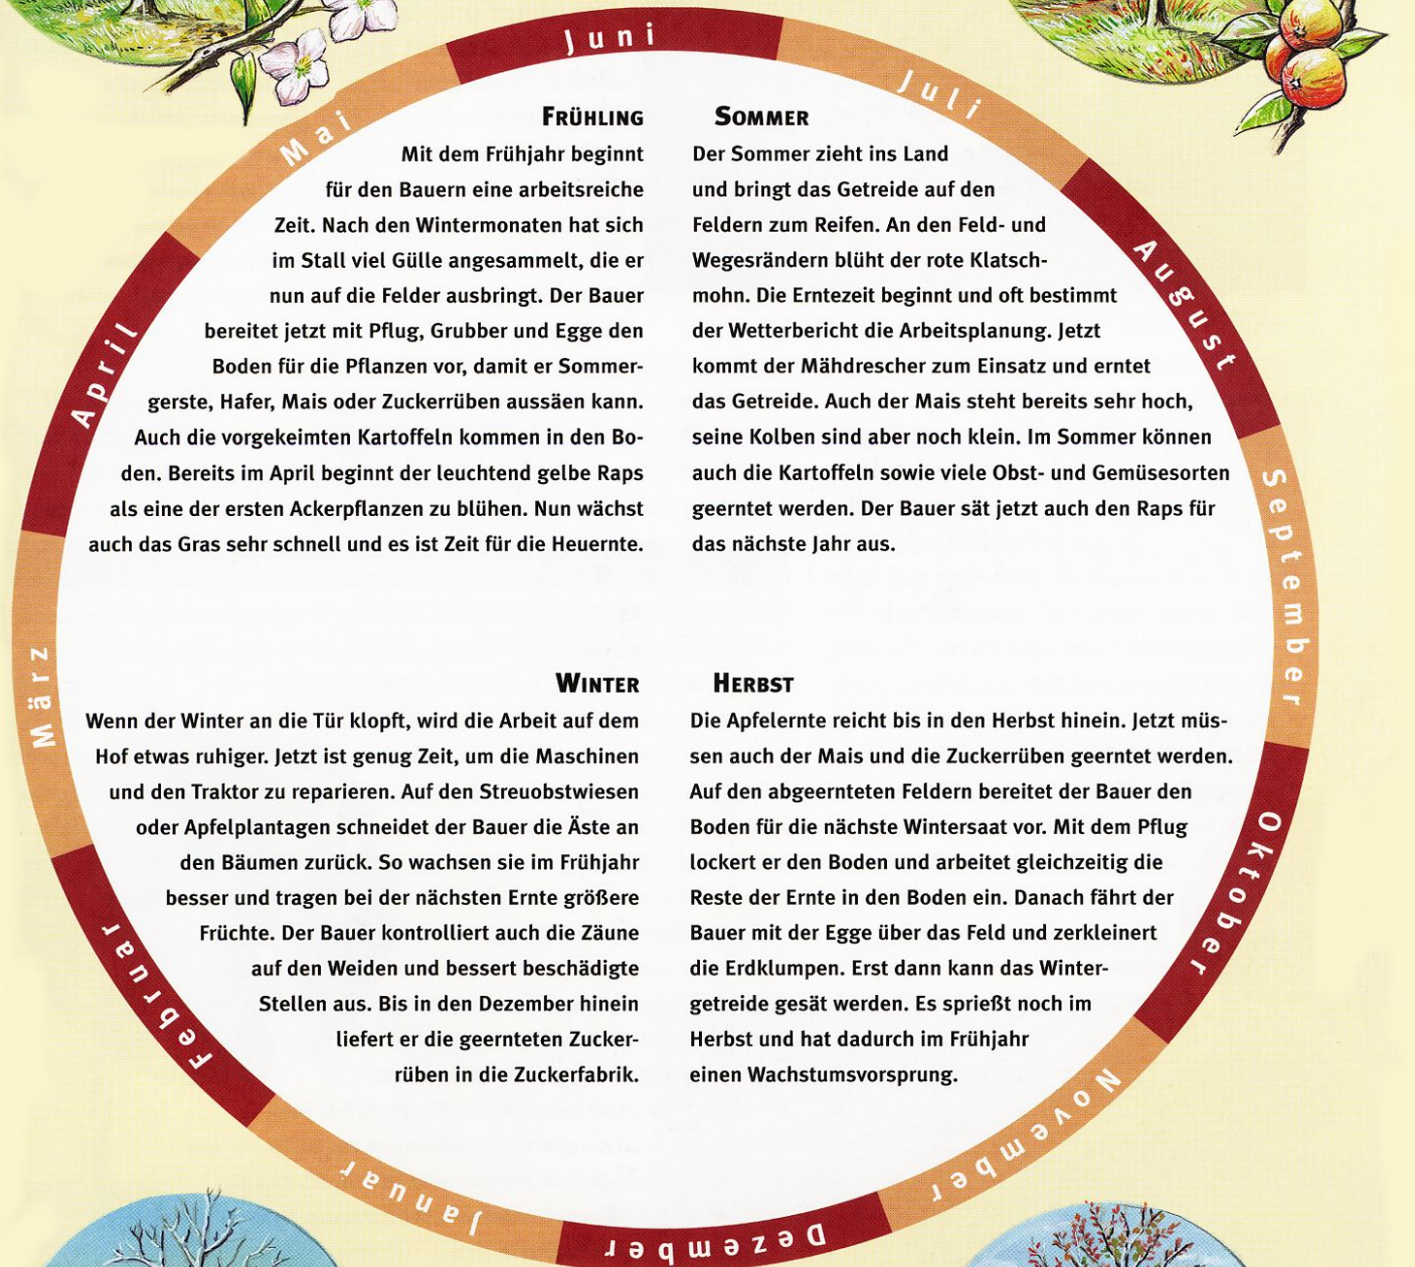 Juni
Juli
August
September
Oktober
November
Dezember
Januar
Februar
März
April
Mai
FRÜHLING
Mit dem Frühjahr beginnt
für den Bauern eine arbeitsreiche
Zeit. Nach den Wintermonaten hat sich
im Stall viel Gülle angesammelt, die er
nun auf die Felder ausbringt. Der Bauer
bereitet jetzt mit Pflug, Grubber und Egge den
Boden für die Pflanzen vor, damit er Sommer-
gerste, Hafer, Mais oder Zuckerrüben aussäen kann.
Auch die vorgekeimten Kartoffeln kommen in den Bo-
den. Bereits im April beginnt der leuchtend gelbe Raps
als eine der ersten Ackerpflanzen zu blühen. Nun wächst
auch das Gras sehr schnell und es ist Zeit für die Heuernte.
SOMMER
Der Sommer zieht ins Land
und bringt das Getreide auf den
Feldern zum Reifen. An den Feld- und
Wegesrändern blüht der rote Klatsch-
mohn. Die Erntezeit beginnt und oft bestimmt
der Wetterbericht die Arbeitsplanung. Jetzt
kommt der Mähdrescher zum Einsatz und erntet
das Getreide. Auch der Mais steht bereits sehr hoch,
seine Kolben sind aber noch klein. Im Sommer können
auch die Kartoffeln sowie viele Obst- und Gemüsesorten
geerntet werden. Der Bauer sät jetzt auch den Raps für
das nächste Jahr aus.
WINTER
Wenn der Winter an die Tür klopft, wird die Arbeit auf dem
Hof etwas ruhiger. Jetzt ist genug Zeit, um die Maschinen
und den Traktor zu reparieren. Auf den Streuobstwiesen
oder Apfelplantagen schneidet der Bauer die Äste an
den Bäumen zurück. So wachsen sie im Frühjahr
besser und tragen bei der nächsten Ernte größere
Früchte. Der Bauer kontrolliert auch die Zäune
auf den Weiden und bessert beschädigte
Stellen aus. Bis in den Dezember hinein
liefert er die geernteten Zucker-
rüben in die Zuckerfabrik.
HERBST
Die Apfelernte reicht bis in den Herbst hinein. Jetzt müs-
sen auch der Mais und die Zuckerrüben geerntet werden.
Auf den abgeernteten Feldern bereitet der Bauer den
Boden für die nächste Wintersaat vor. Mit dem Pflug
lockert er den Boden und arbeitet gleichzeitig die
Reste der Ernte in den Boden ein. Danach fährt der
Bauer mit der Egge über das Feld und zerkleinert
die Erdklumpen. Erst dann kann das Winter-
getreide gesät werden. Es sprießt noch im
Herbst und hat dadurch im Frühjahr
einen Wachstumsvorsprung.